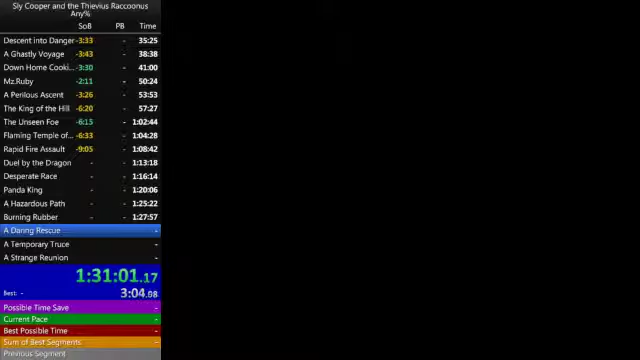 Sly Cooper and the Thievius Raccoonus
Any%
SoB PB Time
Descent into Danger -3:33 - 35:25
A Ghastly Voyage -3:43 - 38:38
Down Home Cooki... -3:30 - 41:00
Mz.Ruby -2:11 - 50:24
A Perilous Ascent -3:26 - 53:53
The King of the Hill -6:20 - 57:27
The Unseen Foe -6:15 - 1:02:44
Flaming Temple of... -6:33 - 1:04:28
Rapid Fire Assault -9:05 - 1:08:42
Duel by the Dragon - - 1:13:18
Desperate Race - - 1:16:14
Panda King - - 1:20:06
A Hazardous Path - - 1:25:22
Burning Rubber - - 1:27:57
A Daring Rescue -
A Temporary Truce -
A Strange Reunion -
1:31:01.17
Best: - 3:04.98
Possible Time Save -
Current Pace -
Best Possible Time -
Sum of Best Segments -
Previous Segment -